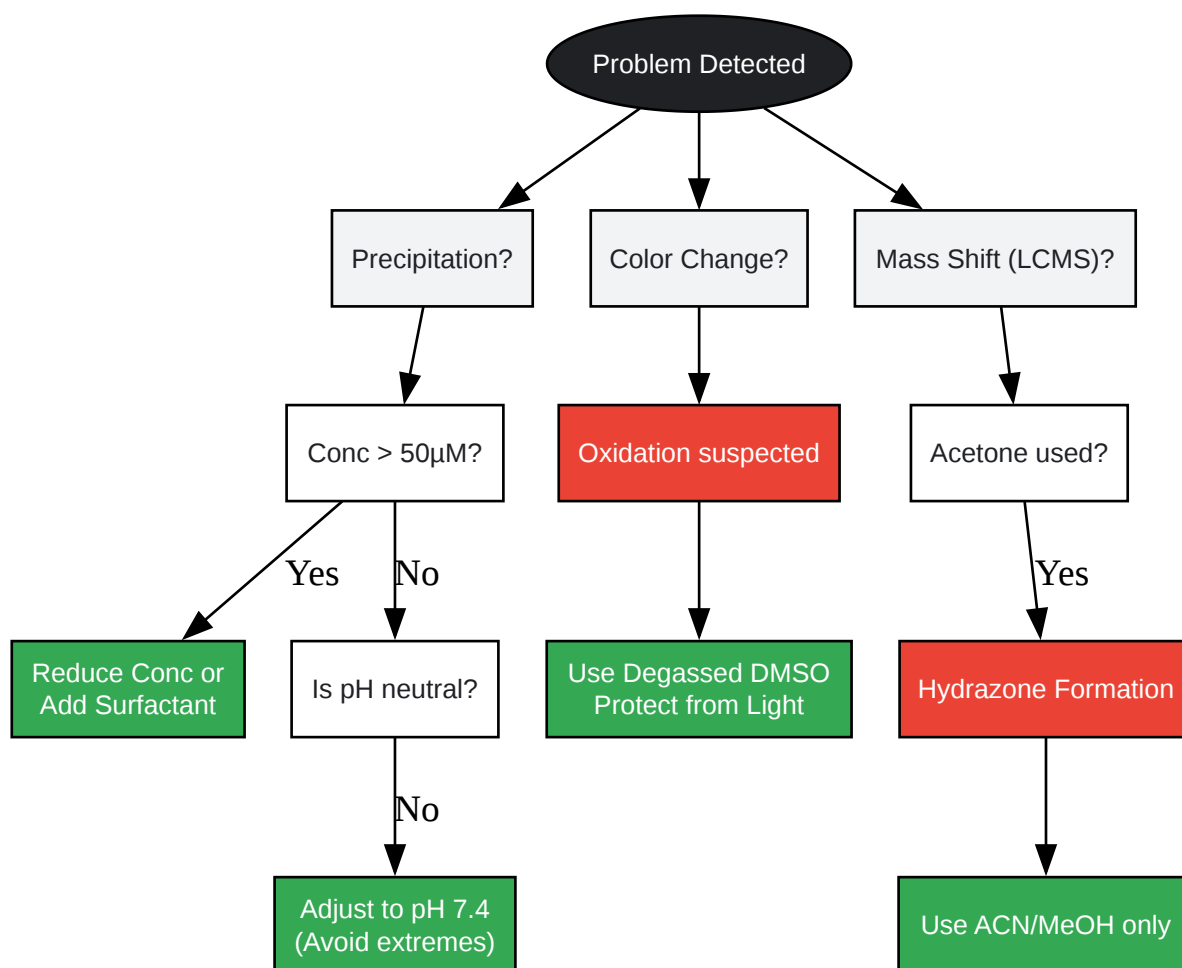 Problem Detected
Precipitation?
Color Change?
Mass Shift (LCMS)?
Conc > 50µM?
Oxidation suspected
Acetone used?
Yes
No
Yes
Reduce Conc or
Add Surfactant
Is pH neutral?
Use Degassed DMSO
Protect from Light
Hydrazone Formation
No
Adjust to pH 7.4
(Avoid extremes)
Use ACN/MeOH only